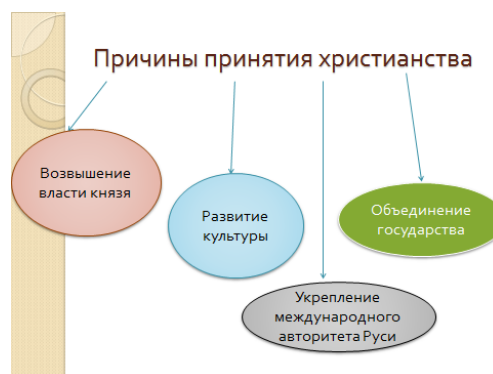 Причины принятия христианства
Возвышение
власти князя
Развитие
культуры
Объединение
государства
Укрепление
международного
авторитета Руси